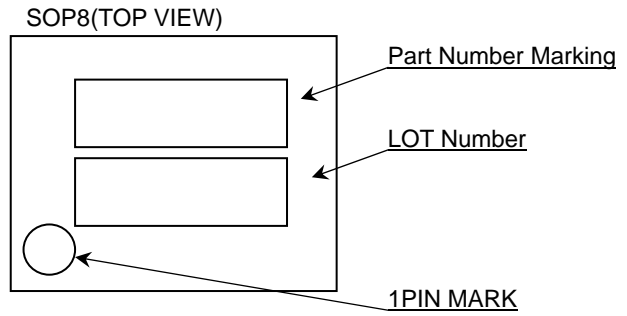 SOP8(TOP VIEW)
Part Number Marking
LOT Number
1PIN MARK